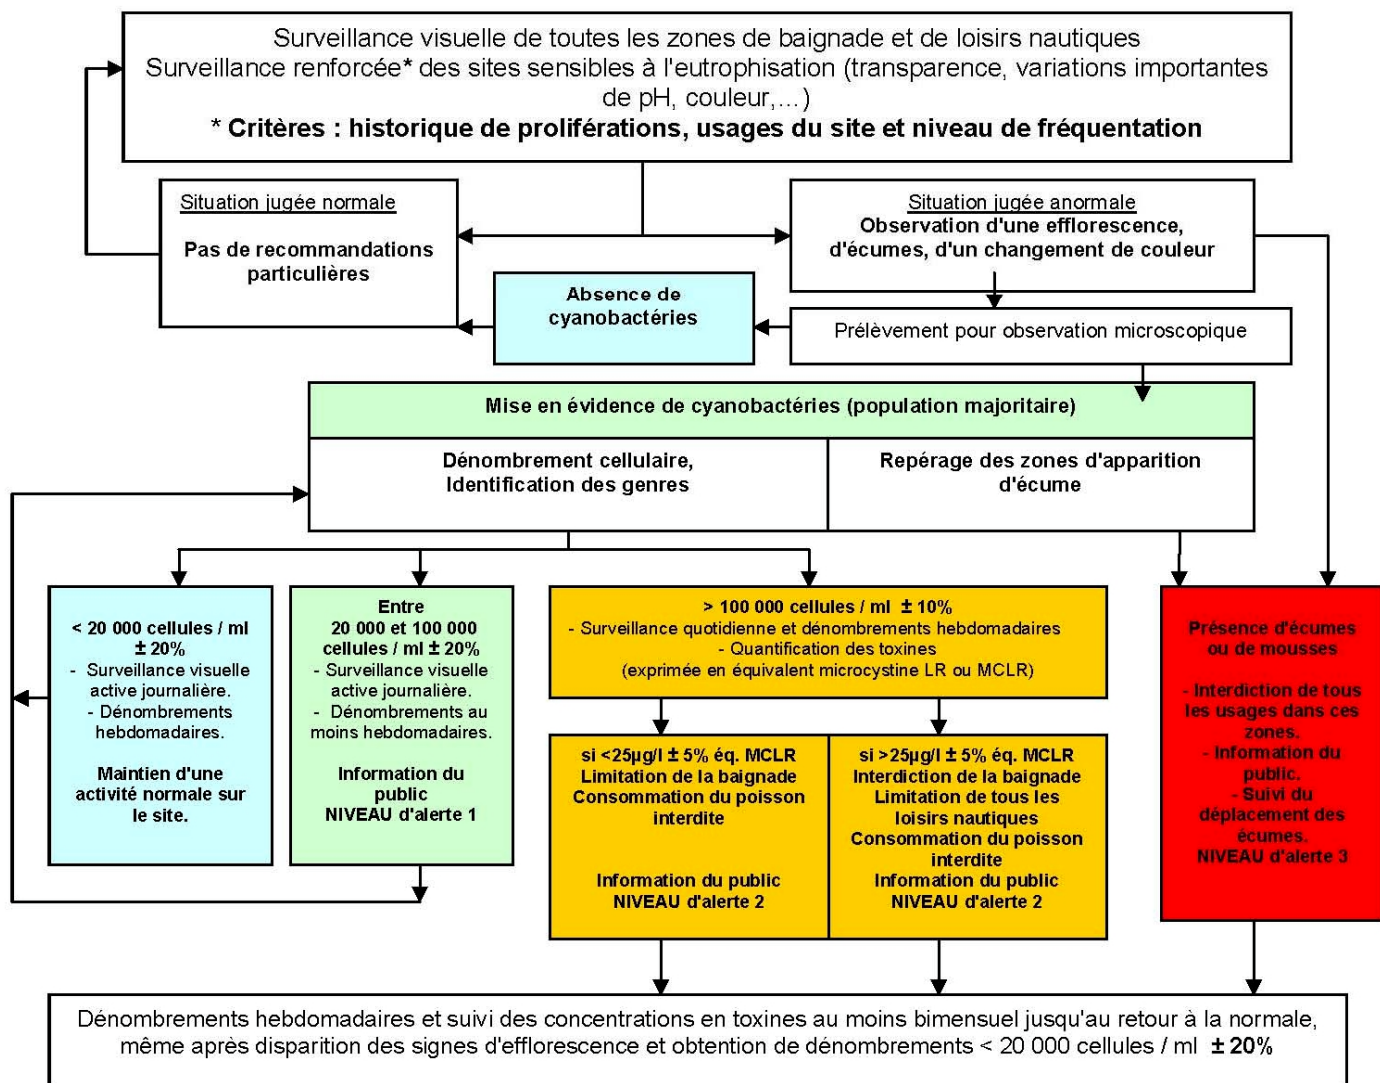 Surveillance visuelle de toutes les zones de baignade et de loisirs nautiques
Surveillance renforcée* des sites sensibles à l'eutrophisation (transparence, variations importantes
de pH, couleur,...)
* Critères : historique de proliférations, usages du site et niveau de fréquentation
Situation jugée normale
Pas de recommandations
particulières
Situation jugée anormale
Observation d'une efflorescence,
d'écumes, d'un changement de couleur
Absence de
cyanobactéries
Prélèvement pour observation microscopique
Mise en évidence de cyanobactéries (population majoritaire)
Dénombrement cellulaire,
Identification des genres
Repérage des zones d'apparition
d'écume
< 20 000 cellules / ml
± 20%
- Surveillance visuelle
active journalière.
- Dénombrements
hebdomadaires.
Maintien d'une
activité normale sur
le site.
Entre
20 000 et 100 000
cellules / ml ± 20%
- Surveillance visuelle
active journalière.
- Dénombrements au
moins hebdomadaires.
Information du
public
NIVEAU d'alerte 1
> 100 000 cellules / ml ± 10%
- Surveillance quotidienne et dénombrements hebdomadaires
- Quantification des toxines
(exprimée en équivalent microcystine LR ou MCLR)
si <25µg/l ± 5% éq. MCLR
Limitation de la baignade
Consommation du poisson
interdite
Information du public
NIVEAU d'alerte 2
si >25µg/l ± 5% éq. MCLR
Interdiction de la baignade
Limitation de tous les
loisirs nautiques
Consommation du poisson
interdite
Information du public
NIVEAU d'alerte 2
Présence d'écumes
ou de mousses
- Interdiction de tous
les usages dans ces
zones.
- Information du
public.
- Suivi du
déplacement des
écumes.
NIVEAU d'alerte 3
Dénombrements hebdomadaires et suivi des concentrations en toxines au moins bimensuel jusqu'au retour à la normale,
même après disparition des signes d'efflorescence et obtention de dénombrements < 20 000 cellules / ml ± 20%